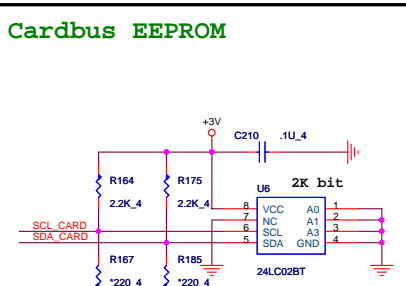 Cardbus EEPROM
+3V
C210 .1U_4
R164 R175
2.2K_4 2.2K_4
U6 2K bit
8 VCC A0 1
7 NC A1 2
6 SCL A3 3
5 SDA GND 4
SCL_CARD
SDA_CARD
R167 R185
*220_4 *220_4
24LC02BT